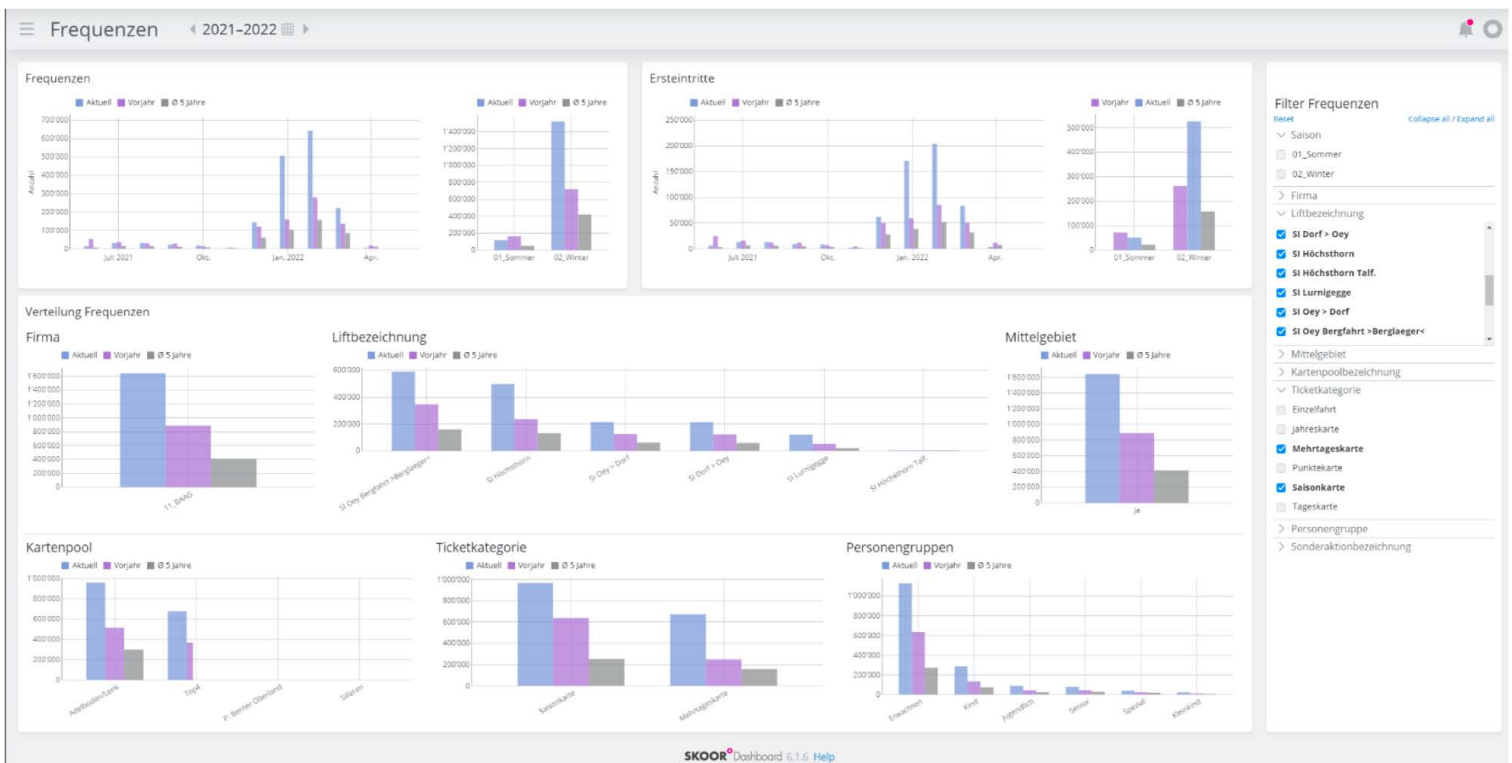 Frequenzen 2021–2022
Frequenzen
Aktuell Vorjahr Ø 5 Jahre
Aktuell Vorjahr Ø 5 Jahre
Anzahl
700'000
600'000
500'000
400'000
300'000
200'000
100'000
0
Juli 2021 Okt. Jan. 2022 Apr.
1'400'000
1'200'000
1'000'000
800'000
600'000
400'000
200'000
0
01_Sommer 02_Winter
Ersteintritte
Aktuell Vorjahr Ø 5 Jahre
Vorjahr Aktuell Ø 5 Jahre
Anzahl
250'000
200'000
150'000
100'000
50'000
0
Juli 2021 Okt. Jan. 2022 Apr.
500'000
400'000
300'000
200'000
100'000
0
01_Sommer 02_Winter
Verteilung Frequenzen
Firma
Aktuell Vorjahr Ø 5 Jahre
1'600'000
1'400'000
1'200'000
1'000'000
800'000
600'000
400'000
200'000
0
11_BAAG
Liftbezeichnung
Aktuell Vorjahr Ø 5 Jahre
600'000
400'000
200'000
0
SI Oey Bergfahrt >Berglaeger<
SI Höchsthorn
SI Oey > Dorf
SI Dorf > Oey
SI Lurnigegge
SI Höchsthorn Talf.
Mittelgebiet
Aktuell Vorjahr Ø 5 Jahre
1'600'000
1'400'000
1'200'000
1'000'000
800'000
600'000
400'000
200'000
0
Ja
Kartenpool
Aktuell Vorjahr Ø 5 Jahre
1'000'000
800'000
600'000
400'000
200'000
0
Adelboden/Lenk
Top4
P: Berner Oberland
Silleren
Ticketkategorie
Aktuell Vorjahr Ø 5 Jahre
1'000'000
800'000
600'000
400'000
200'000
0
Saisonkarte
Mehrtageskarte
Personengruppen
Aktuell Vorjahr Ø 5 Jahre
1'000'000
800'000
600'000
400'000
200'000
0
Erwachsen
Kind
Jugendlich
Senior
Spezial
Kleinkind
Filter Frequenzen
Reset Collapse all / Expand all
Saison
01_Sommer
02_Winter
Firma
Liftbezeichnung
SI Dorf > Oey
SI Höchsthorn
SI Höchsthorn Talf.
SI Lurnigegge
SI Oey > Dorf
SI Oey Bergfahrt >Berglaeger<
Mittelgebiet
Kartenpoolbezeichnung
Ticketkategorie
Einzelfahrt
Jahreskarte
Mehrtageskarte
Punktekarte
Saisonkarte
Tageskarte
Personengruppe
Sonderaktionbezeichnung
SKOOR Dashboard 6.1.6 Help